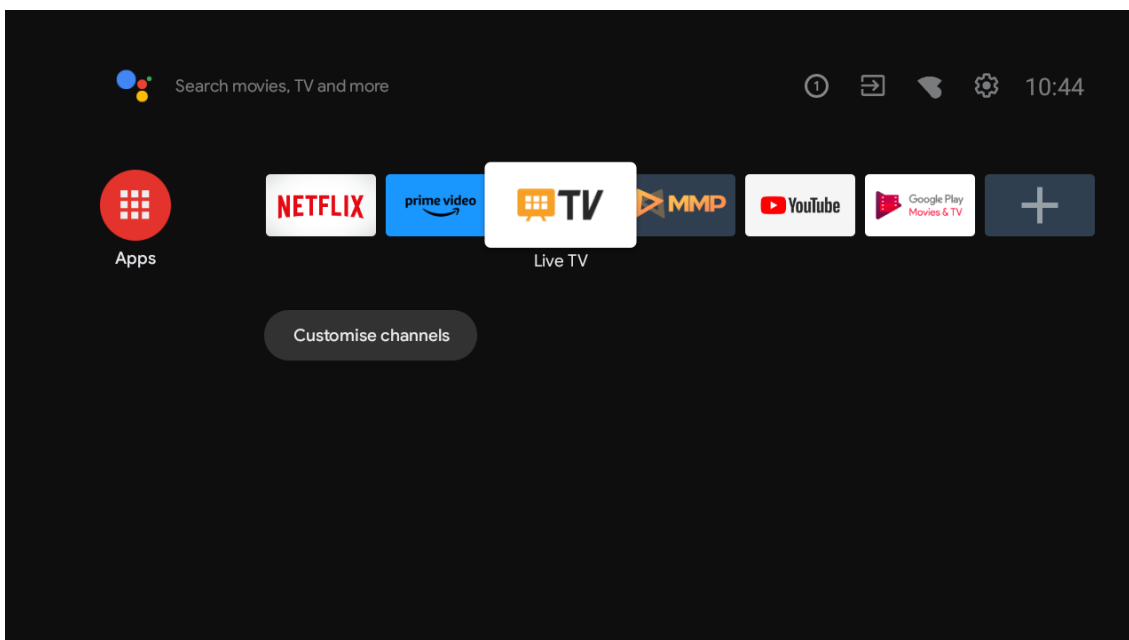 Search movies, TV and more
1
10:44
NETFLIX
prime video
TV
MMP
YouTube
Google Play
Movies & TV
Apps
Live TV
Customise channels